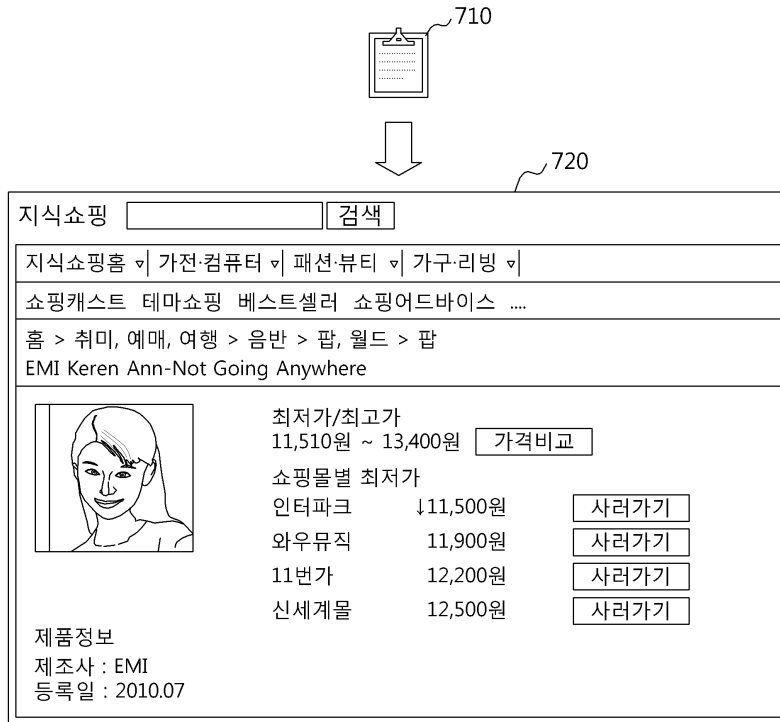 710
720
지식쇼핑 검색
지식쇼핑홈 ▿| 가전·컴퓨터 ▿| 패션·뷰티 ▿| 가구·리빙 ▿|
쇼핑캐스트 테마쇼핑 베스트셀러 쇼핑어드바이스 ....
홈 > 취미, 예매, 여행 > 음반 > 팝, 월드 > 팝
EMI Keren Ann-Not Going Anywhere
최저가/최고가
11,510원 ~ 13,400원 가격비교
쇼핑몰별 최저가
인터파크 ↓11,500원 사러가기
와우뮤직 11,900원 사러가기
11번가 12,200원 사러가기
신세계몰 12,500원 사러가기
제품정보
제조사 : EMI
등록일 : 2010.07